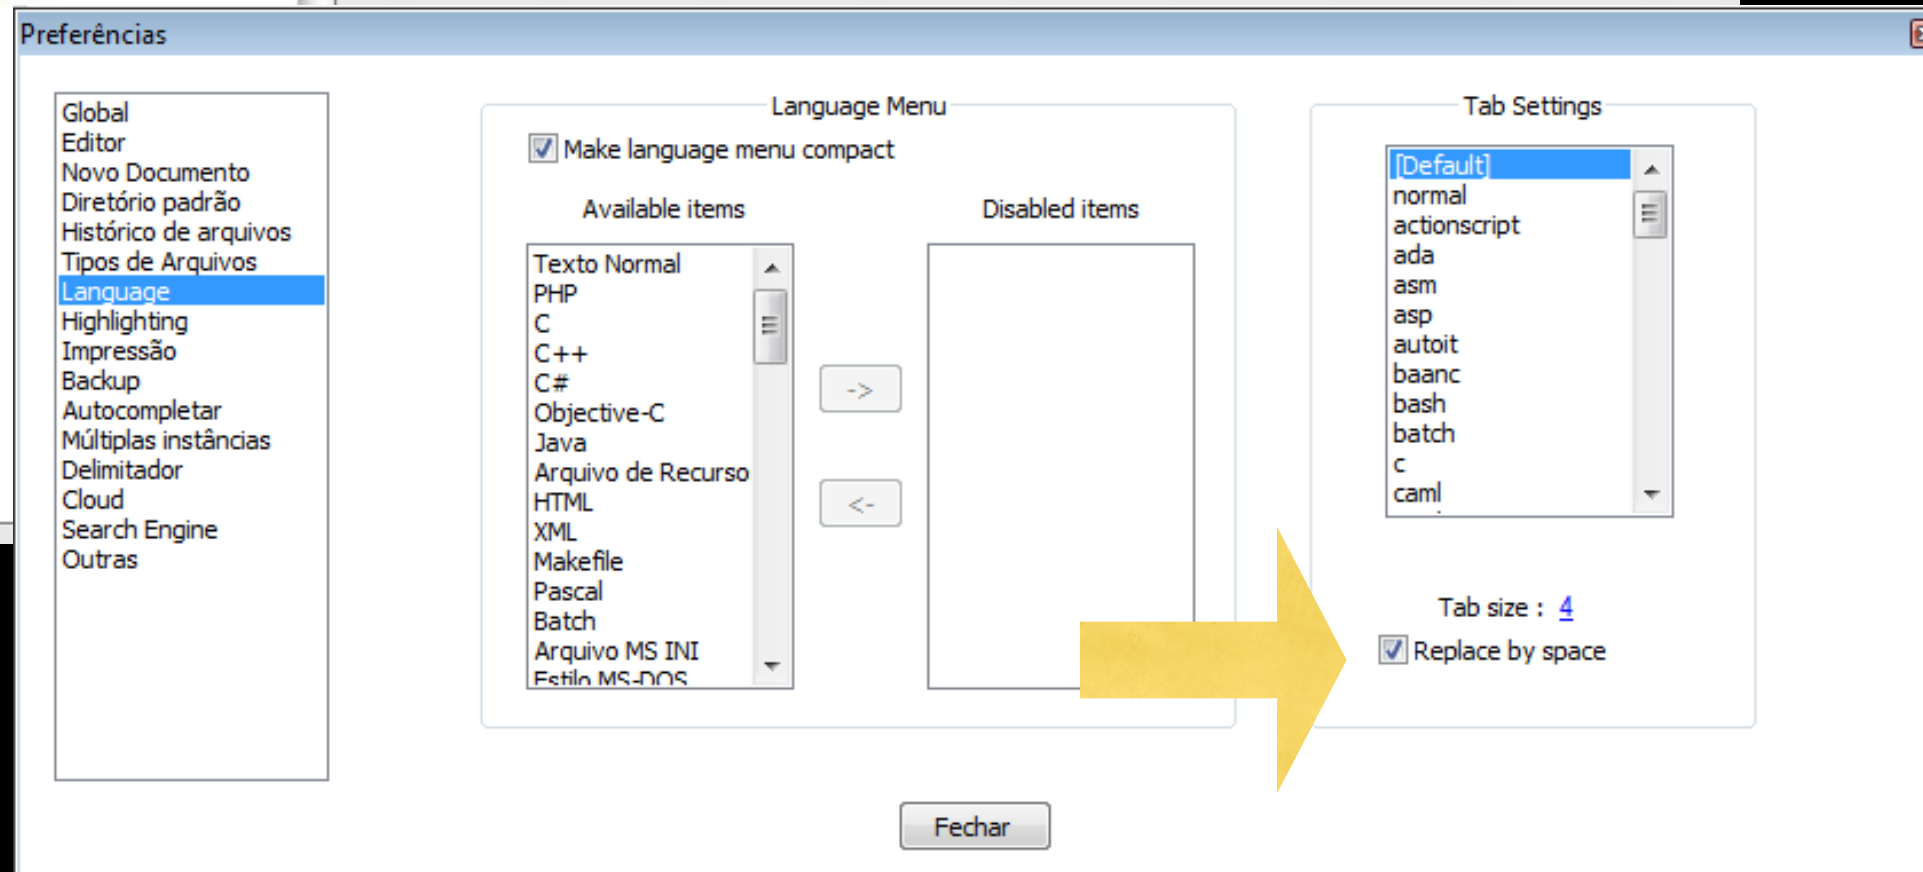 Preferências
Global
Editor
Novo Documento
Diretório padrão
Histórico de arquivos
Tipos de Arquivos
Language
Highlighting
Impressão
Backup
Autocompletar
Múltiplas instâncias
Delimitador
Cloud
Search Engine
Outras
Language Menu
Make language menu compact
Available items
Texto Normal
PHP
C
C++
C#
Objective-C
Java
Arquivo de Recurso
HTML
XML
Makefile
Pascal
Batch
Arquivo MS INI
Estilo MS-DOS
->
<-
Disabled items
Tab Settings
[Default]
normal
actionscript
ada
asm
asp
autoit
baanc
bash
batch
c
caml
Tab size : 4
Replace by space
Fechar